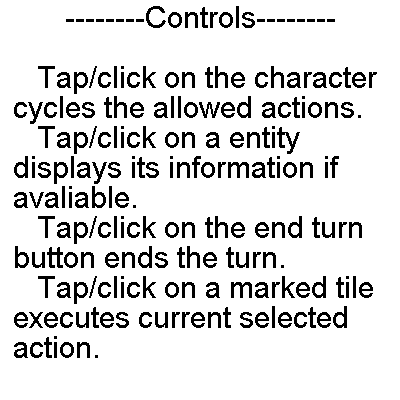 --------Controls--------
Tap/click on the character
cycles the allowed actions.
Tap/click on a entity
displays its information if
avaliable.
Tap/click on the end turn
button ends the turn.
Tap/click on a marked tile
executes current selected
action.